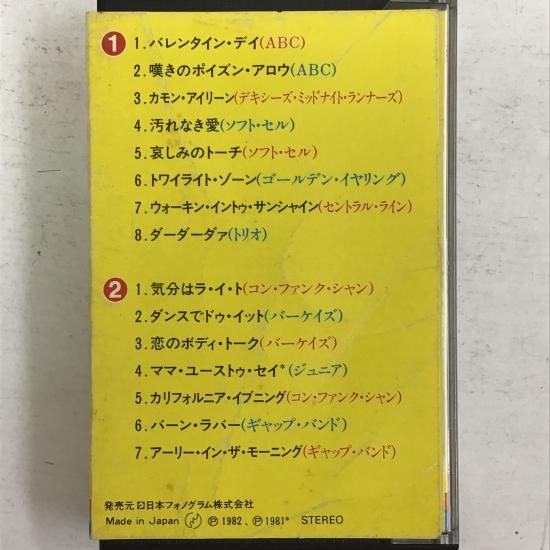 1 1.バレンタイン・デイ(ABC)
2.嘆きのポイズン・アロウ(ABC)
3.カモン・アイリーン(デキシーズ・ミッドナイト・ランナーズ)
4.汚れなき愛(ソフト・セル)
5.哀しみのトーチ(ソフト・セル)
6.トワイライト・ゾーン(ゴールデン・イヤリング)
7.ウォーキン・イントゥ・サンシャイン(セントラル・ライン)
8.ダーダーダァ(トリオ)
2 1.気分はラ・イ・ト(コン・ファンク・シャン)
2.ダンスでドゥ・イット(バーケイズ)
3.恋のボディ・トーク(バーケイズ)
4.ママ・ユーストゥ・セイ*(ジュニア)
5.カリフォルニア・イブニング(コン・ファンク・シャン)
6.バーン・ラバー(ギャップ・バンド)
7.アーリー・イン・ザ・モーニング(ギャップ・バンド)
発売元 日本フォノグラム株式会社
Made in Japan ℗1982、℗1981* STEREO